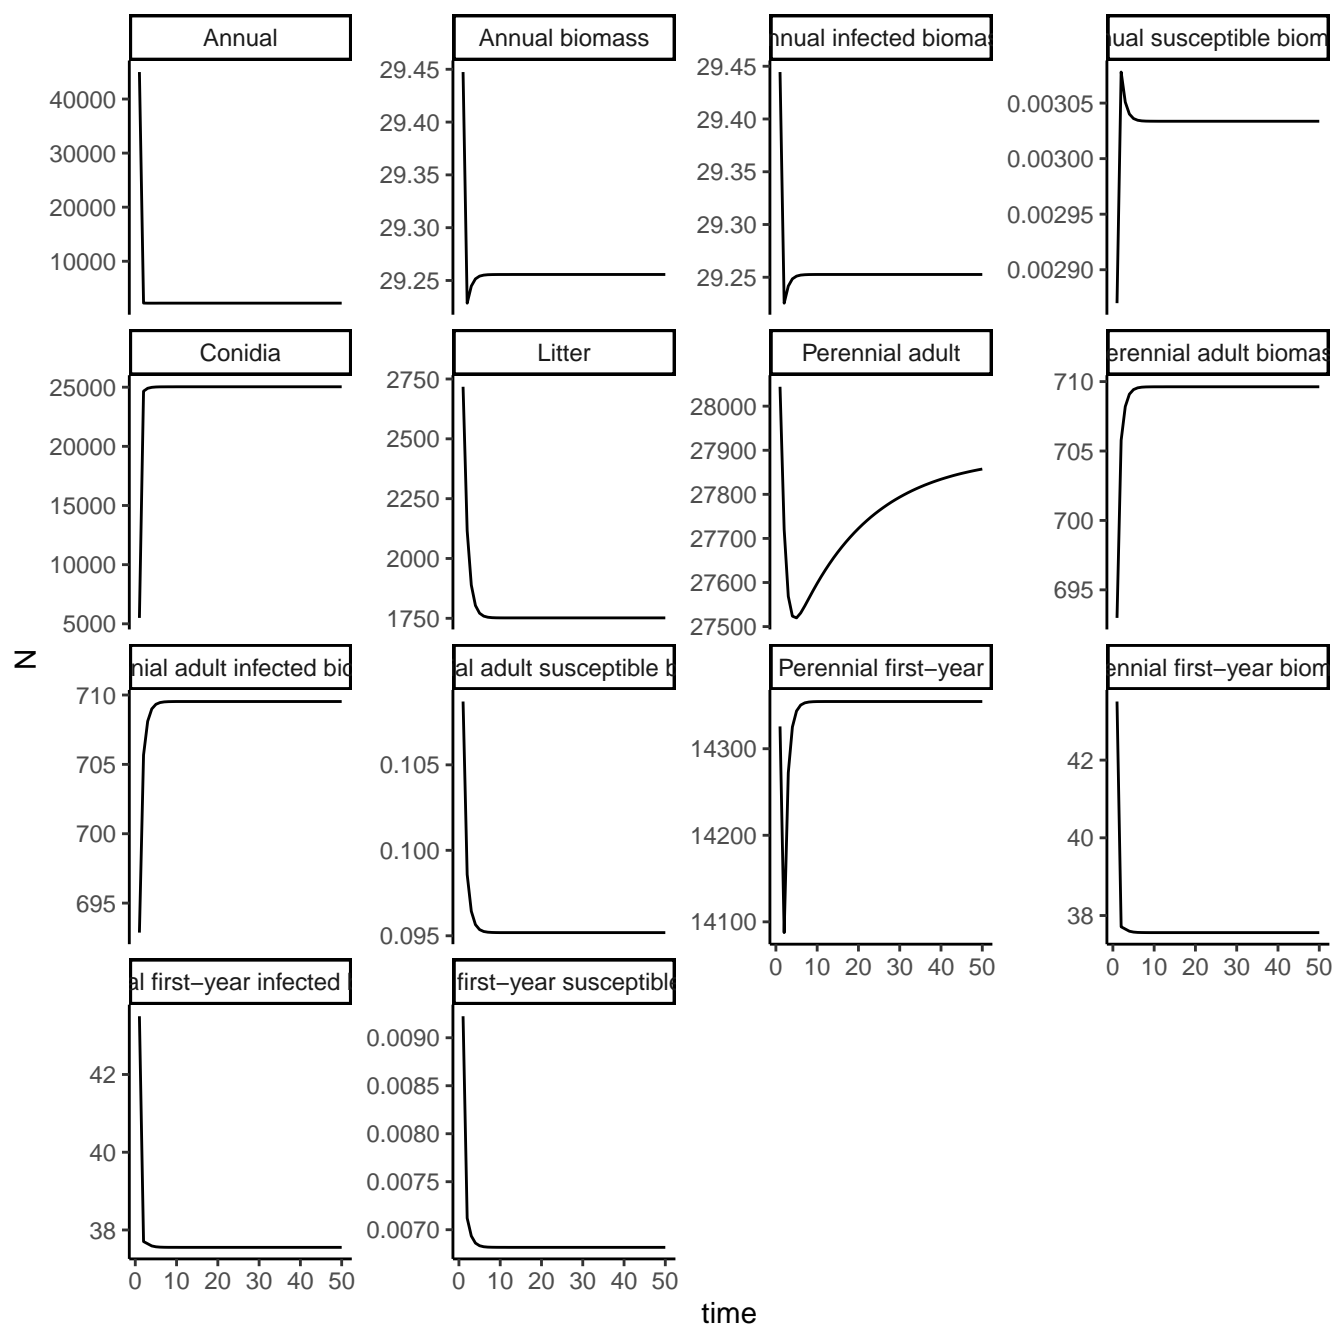 Annual
Annual biomass
nnual infected biomas
ual susceptible biom
40000
30000
20000
10000
29.45
29.40
29.35
29.30
29.25
29.45
29.40
29.35
29.30
29.25
0.00305
0.00300
0.00295
0.00290
Conidia
Litter
Perennial adult
erennial adult biomas
25000
20000
15000
10000
5000
2750
2500
2250
2000
1750
28000
27900
27800
27700
27600
27500
710
705
700
695
N
nial adult infected bio
al adult susceptible b
Perennial first−year
ennial first−year biom
710
705
700
695
0.105
0.100
0.095
14300
14200
14100
0 10 20 30 40 50
42
40
38
0 10 20 30 40 50
al first−year infected
first−year susceptible
42
40
38
0 10 20 30 40 50
0.0090
0.0085
0.0080
0.0075
0.0070
0 10 20 30 40 50
time